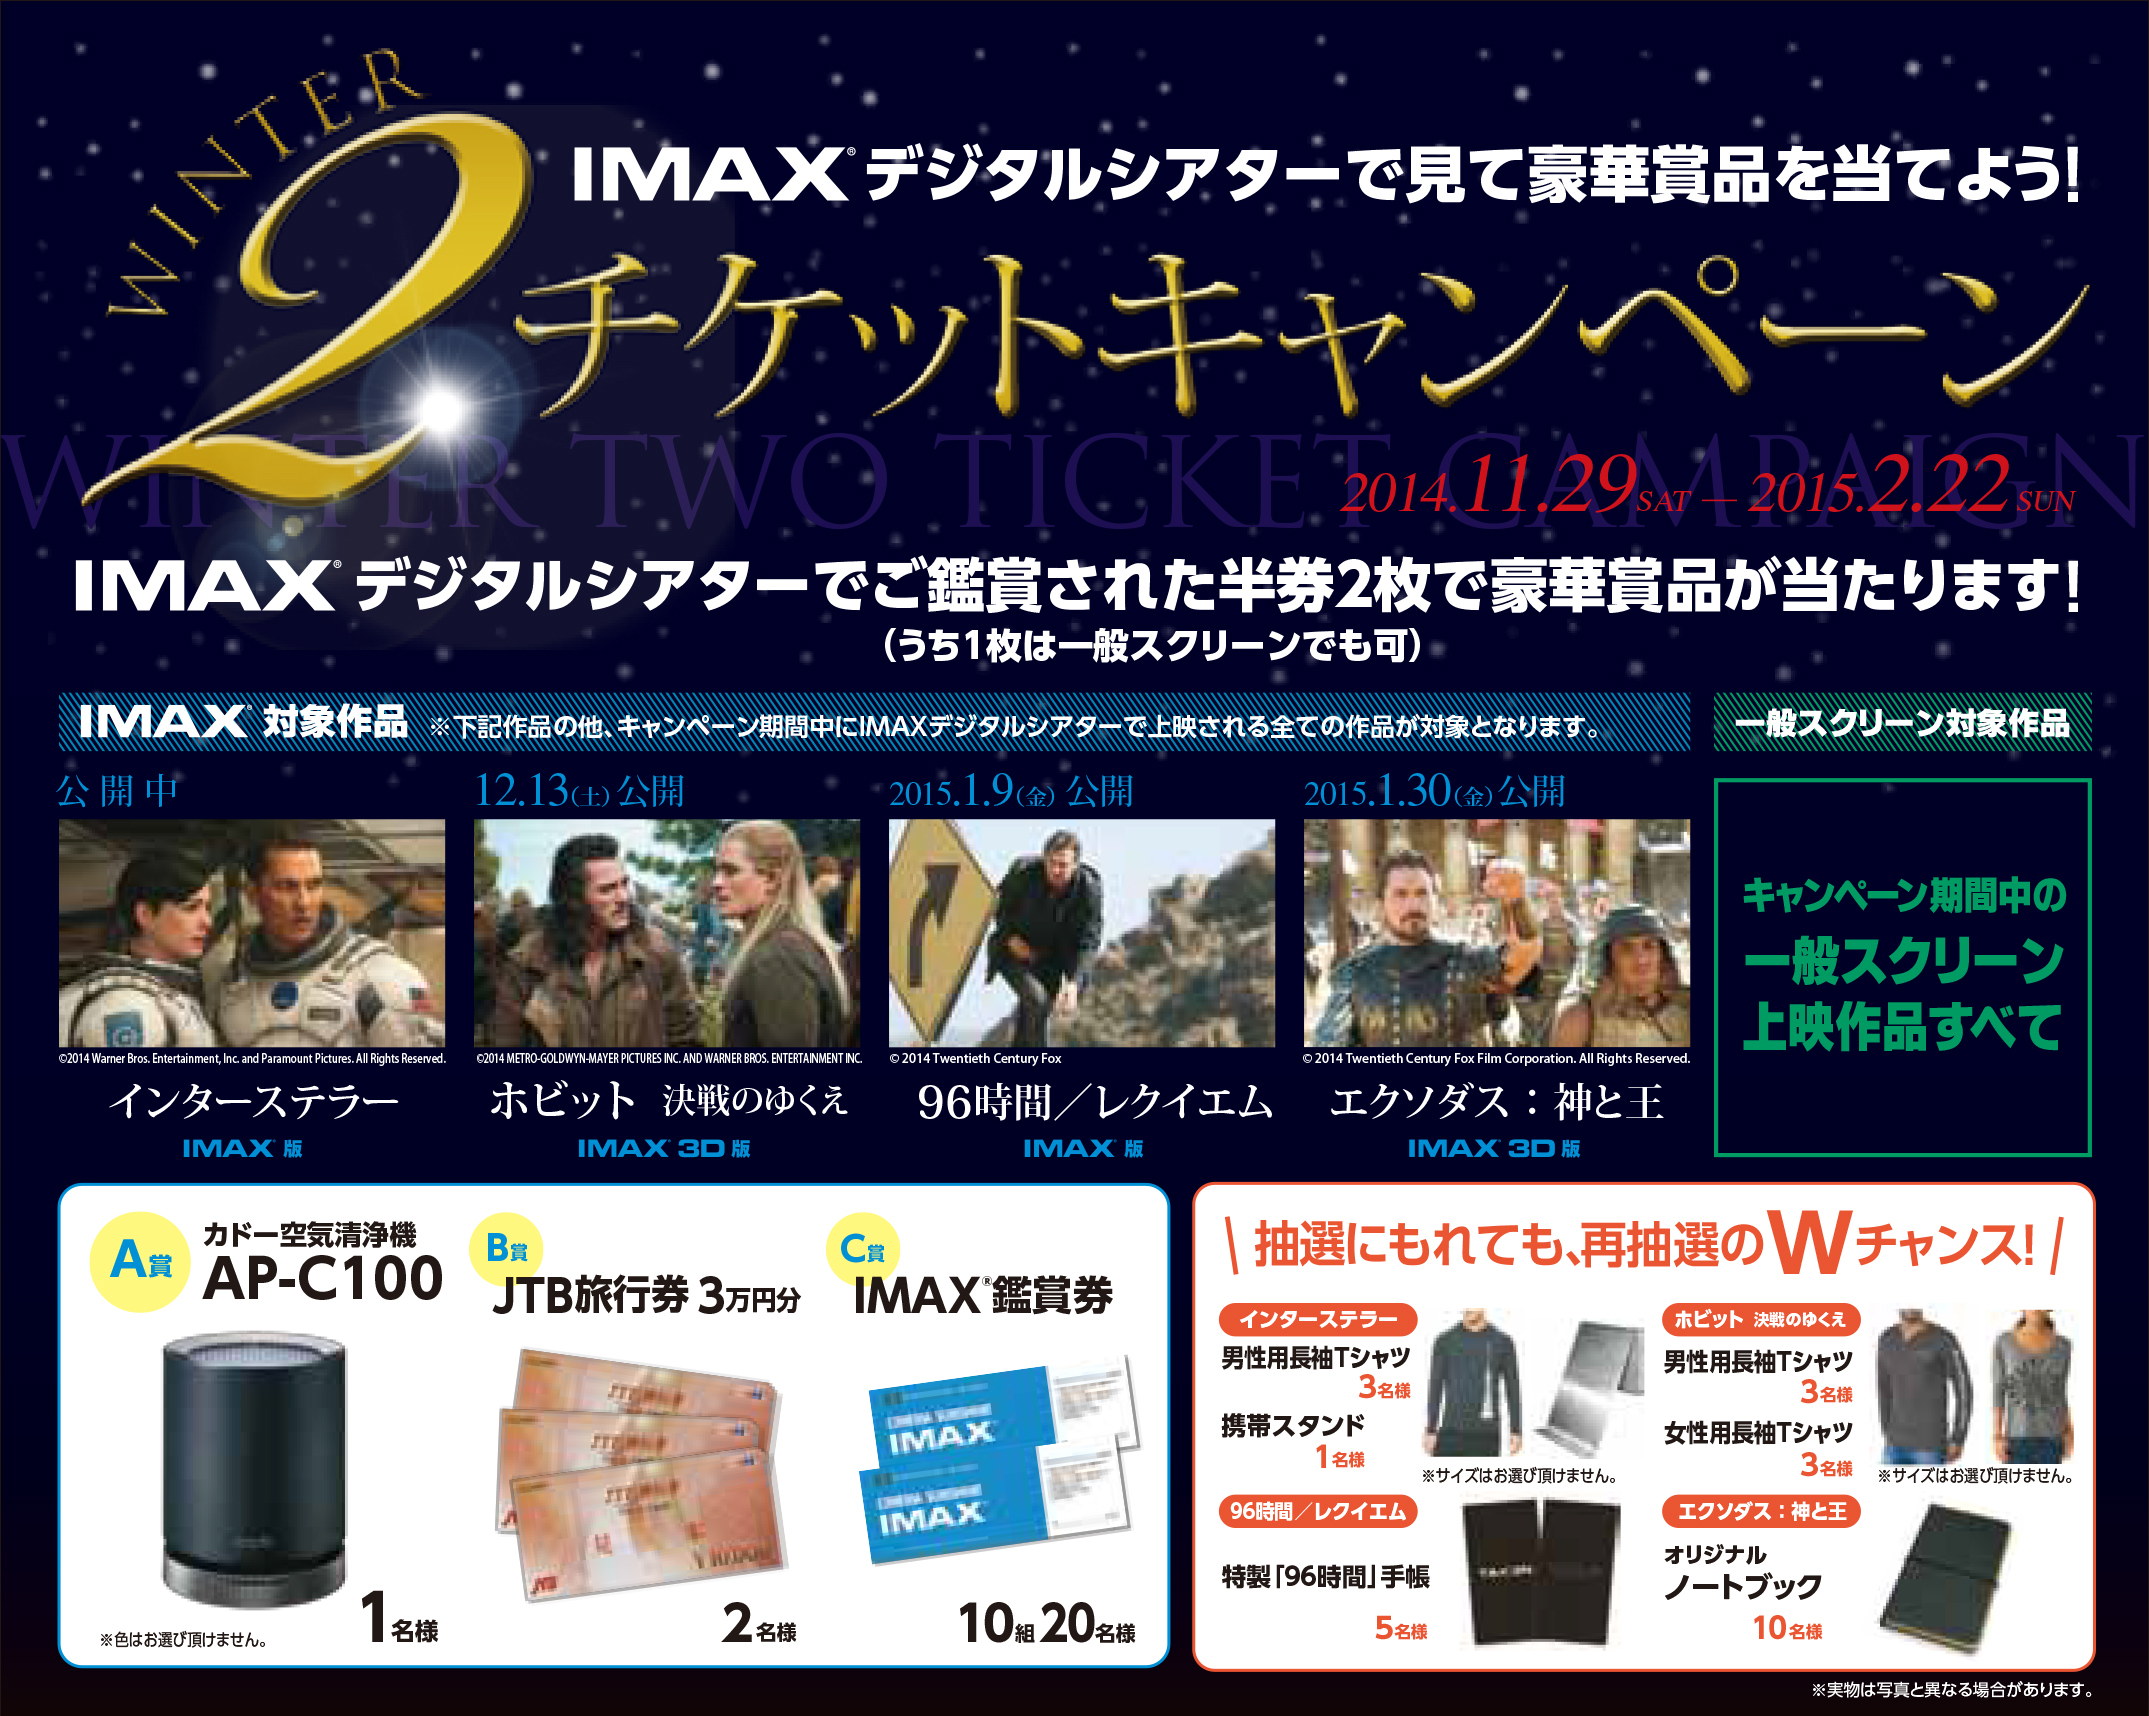 WINTER
IMAX® デジタルシアターで見て豪華賞品を当てよう!
2チケットキャンペーン
WINTER TWO TICKET CAMPAIGN
2014.11.29 SAT — 2015.2.22 SUN
IMAX® デジタルシアターでご鑑賞された半券2枚で豪華賞品が当たります!
(うち1枚は一般スクリーンでも可)
IMAX® 対象作品 ※下記作品の他、キャンペーン期間中にIMAXデジタルシアターで上映される全ての作品が対象となります。
一般スクリーン対象作品
公開中
12.13(土)公開
2015.1.9(金)公開
2015.1.30(金)公開
©2014 Warner Bros. Entertainment, Inc. and Paramount Pictures. All Rights Reserved.
©2014 METRO-GOLDWYN-MAYER PICTURES INC. AND WARNER BROS. ENTERTAINMENT INC.
© 2014 Twentieth Century Fox
© 2014 Twentieth Century Fox Film Corporation. All Rights Reserved.
インターステラー
ホビット 決戦のゆくえ
96時間/レクイエム
エクソダス:神と王
IMAX® 版
IMAX® 3D 版
IMAX® 版
IMAX® 3D 版
キャンペーン期間中の
一般スクリーン
上映作品すべて
A賞
カドー空気清浄機
AP-C100
※色はお選び頂けません。
1名様
B賞
JTB旅行券 3万円分
2名様
C賞
IMAX®鑑賞券
IMAX
IMAX
10組20名様
\ 抽選にもれても、再抽選のWチャンス! /
インターステラー
男性用長袖Tシャツ
3名様
携帯スタンド
1名様
※サイズはお選び頂けません。
ホビット 決戦のゆくえ
男性用長袖Tシャツ
3名様
女性用長袖Tシャツ
3名様
※サイズはお選び頂けません。
96時間/レクイエム
特製「96時間」手帳
5名様
エクソダス:神と王
オリジナル
ノートブック
10名様
※実物は写真と異なる場合があります。